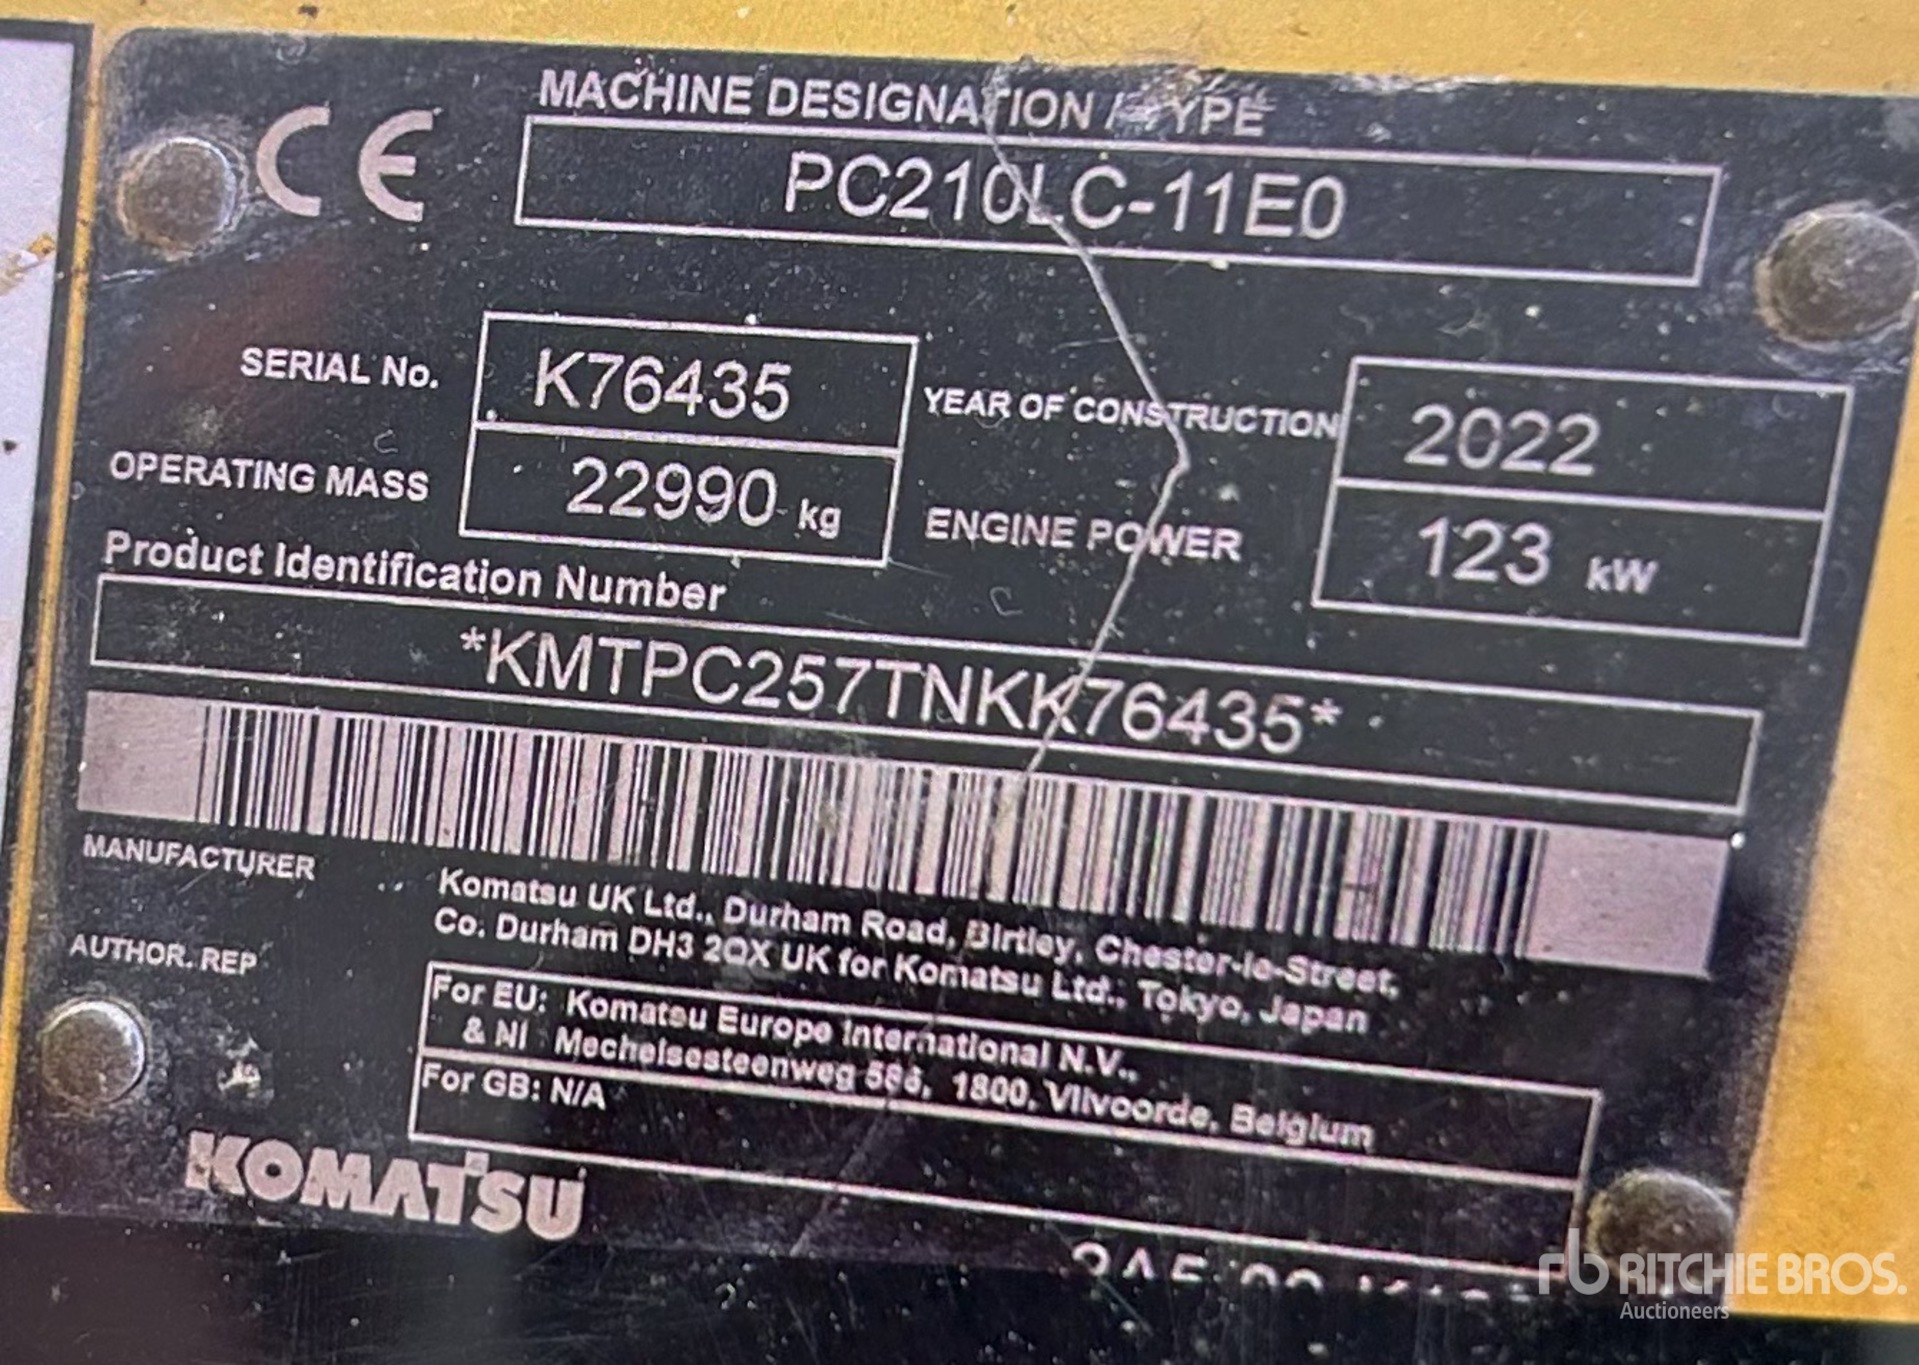 CE
MACHINE DESIGNATION / TYPE
PC210LC-11E0
SERIAL No. K76435 YEAR OF CONSTRUCTION 2022
OPERATING MASS 22990 kg ENGINE POWER 123 kW
Product Identification Number
*KMTPC257TNKK76435*
MANUFACTURER Komatsu UK Ltd., Durham Road, Birtley, Chester-le-Street,
Co. Durham DH3 2QX UK for Komatsu Ltd., Tokyo, Japan
AUTHOR. REP
For EU: Komatsu Europe International N.V.,
& NI Mechelsesteenweg 586, 1800, Vilvoorde, Belgium
For GB: N/A
KOMATSU
rb RITCHIE BROS.
Auctioneers